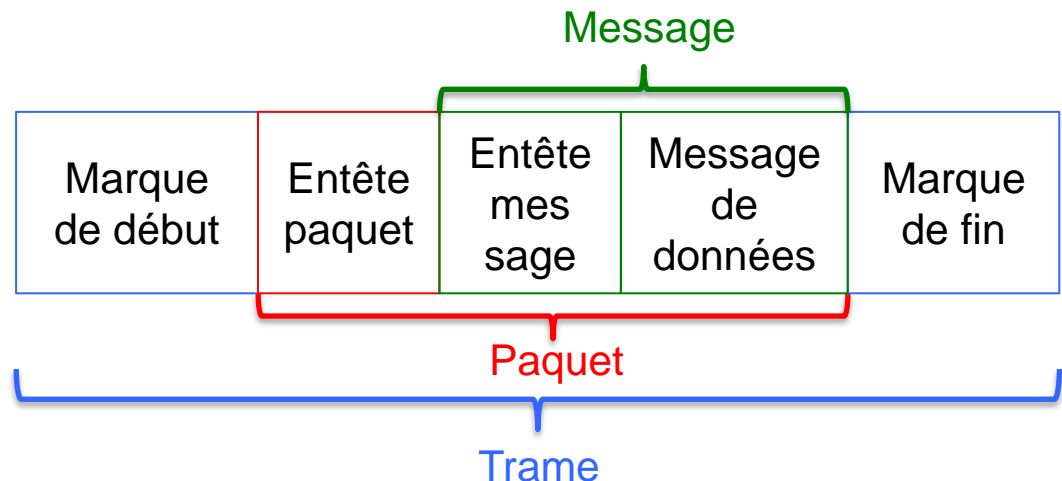 Message
Marque
de début
Entête
paquet
Entête
mes
sage
Message
de
données
Marque
de fin
Paquet
Trame